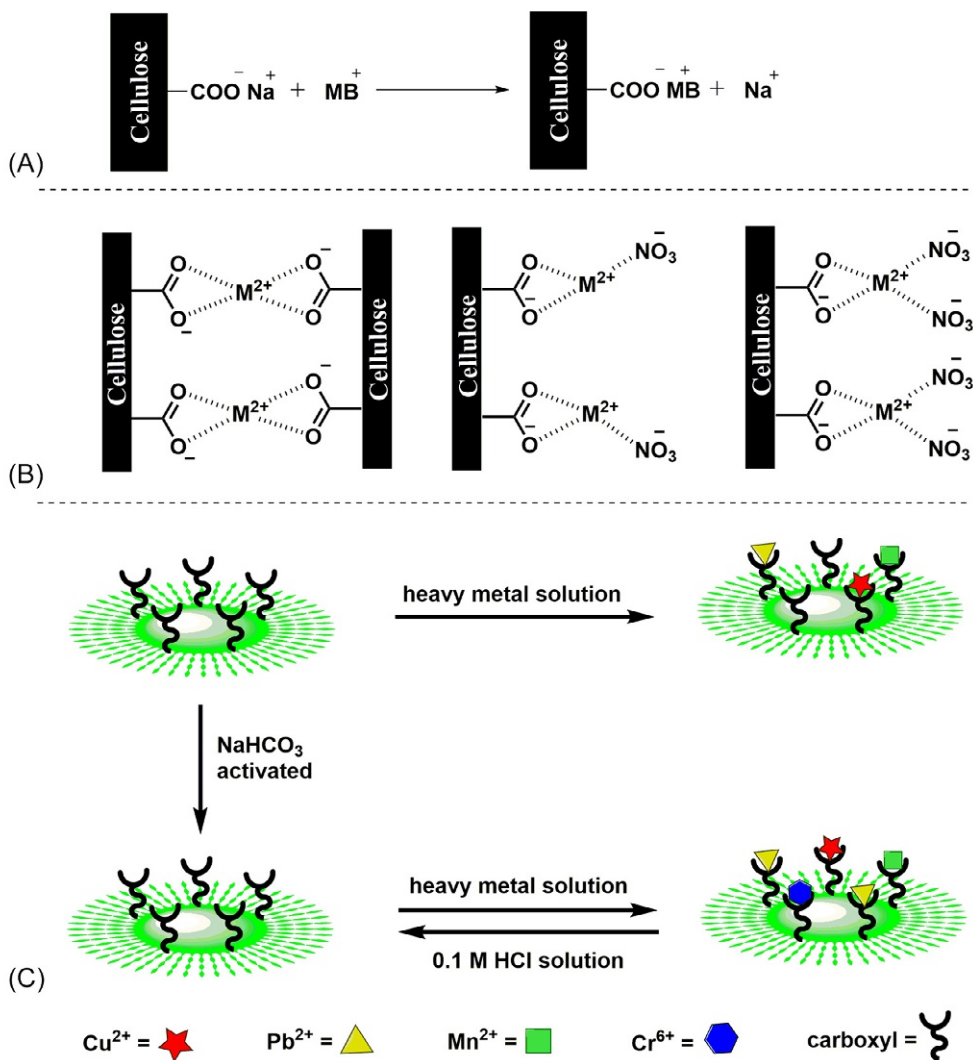 Cellulose COO⁻ Na⁺ + MB⁺ Cellulose COO⁻ MB⁺ + Na⁺
(A)
Cellulose O O⁻ M²⁺ O⁻ O Cellulose
O O⁻ M²⁺ O⁻ O
Cellulose O O⁻ M²⁺ NO₃⁻
O O⁻ M²⁺ NO₃⁻
Cellulose O O⁻ M²⁺ NO₃⁻ NO₃⁻
O O⁻ M²⁺ NO₃⁻ NO₃⁻
(B)
heavy metal solution
NaHCO₃
activated
heavy metal solution
0.1 M HCl solution
(C)
Cu²⁺ = Pb²⁺ = Mn²⁺ = Cr⁶⁺ = carboxyl =